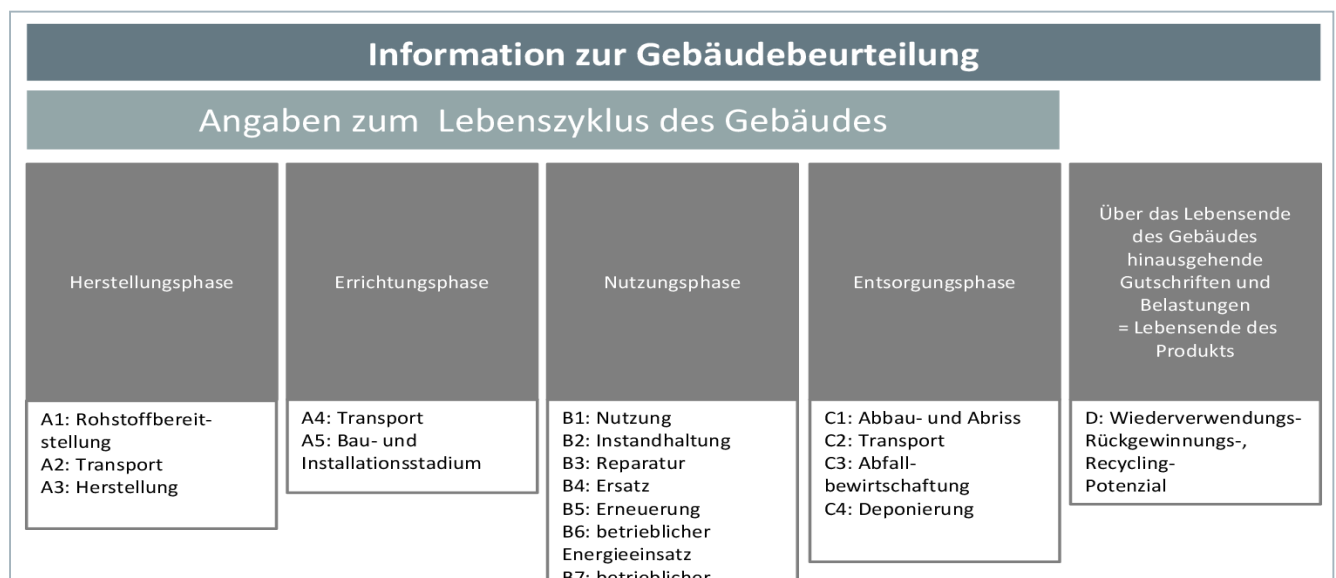 Information zur Gebäudebeurteilung
Angaben zum Lebenszyklus des Gebäudes
Herstellungsphase
A1: Rohstoffbereit-
stellung
A2: Transport
A3: Herstellung
Errichtungsphase
A4: Transport
A5: Bau- und
Installationsstadium
Nutzungsphase
B1: Nutzung
B2: Instandhaltung
B3: Reparatur
B4: Ersatz
B5: Erneuerung
B6: betrieblicher
Energieeinsatz
B7: betrieblicher
Entsorgungsphase
C1: Abbau- und Abriss
C2: Transport
C3: Abfall-
bewirtschaftung
C4: Deponierung
Über das Lebensende
des Gebäudes
hinausgehende
Gutschriften und
Belastungen
= Lebensende des
Produkts
D: Wiederverwendungs-
Rückgewinnungs-,
Recycling-
Potenzial